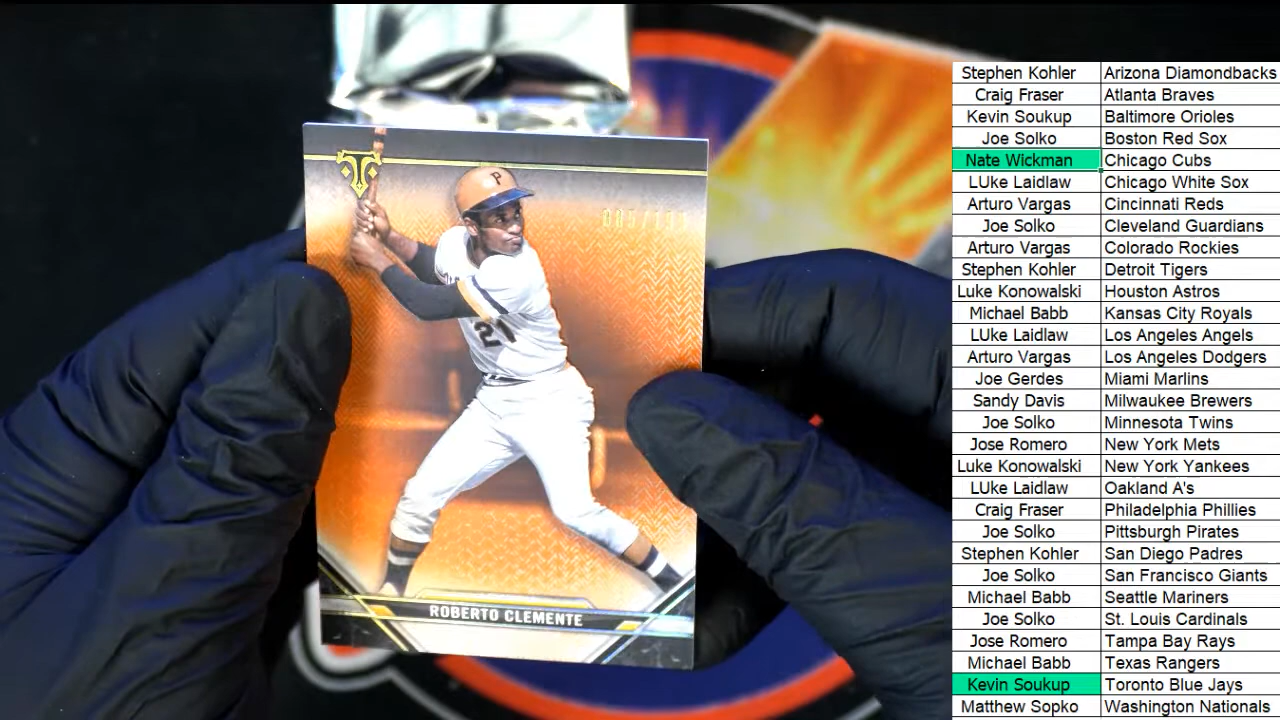 P
21
ROBERTO CLEMENTE
Stephen Kohler Arizona Diamondbacks
Craig Fraser Atlanta Braves
Kevin Soukup Baltimore Orioles
Joe Solko Boston Red Sox
Nate Wickman Chicago Cubs
LUke Laidlaw Chicago White Sox
Arturo Vargas Cincinnati Reds
Joe Solko Cleveland Guardians
Arturo Vargas Colorado Rockies
Stephen Kohler Detroit Tigers
Luke Konowalski Houston Astros
Michael Babb Kansas City Royals
LUke Laidlaw Los Angeles Angels
Arturo Vargas Los Angeles Dodgers
Joe Gerdes Miami Marlins
Sandy Davis Milwaukee Brewers
Joe Solko Minnesota Twins
Jose Romero New York Mets
Luke Konowalski New York Yankees
LUke Laidlaw Oakland A's
Craig Fraser Philadelphia Phillies
Joe Solko Pittsburgh Pirates
Stephen Kohler San Diego Padres
Joe Solko San Francisco Giants
Michael Babb Seattle Mariners
Joe Solko St. Louis Cardinals
Jose Romero Tampa Bay Rays
Michael Babb Texas Rangers
Kevin Soukup Toronto Blue Jays
Matthew Sopko Washington Nationals